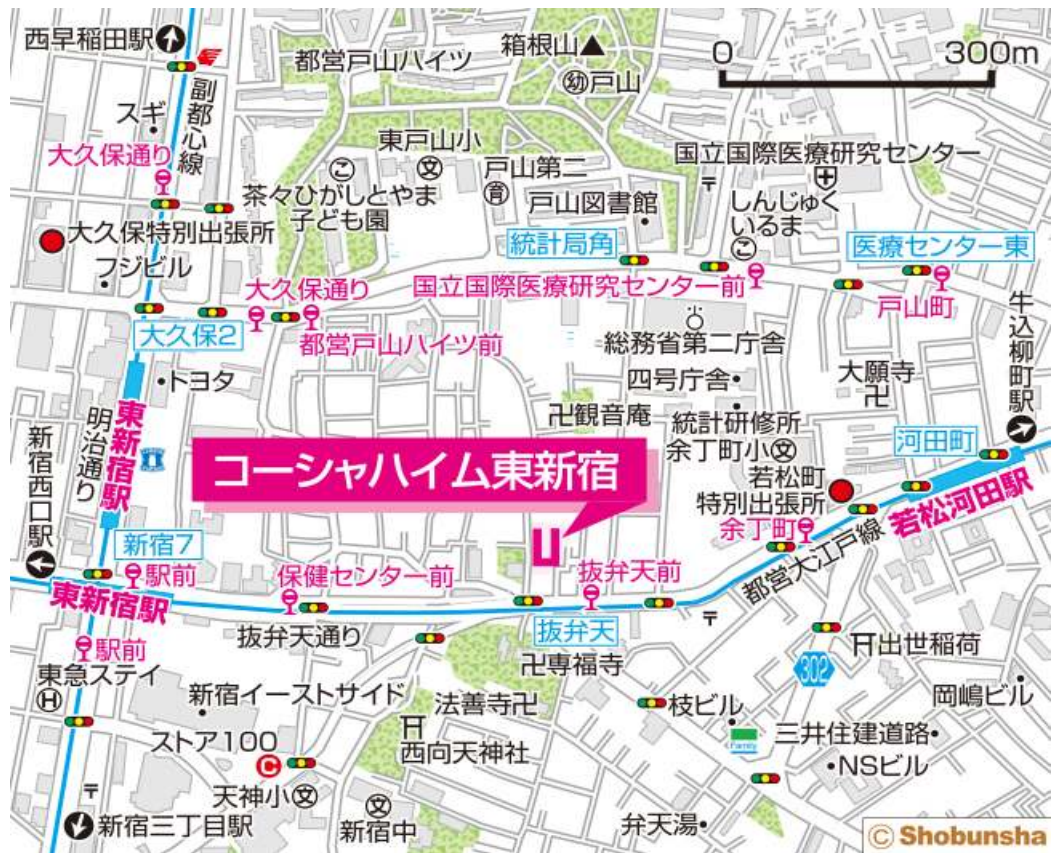 西早稲田駅
都営戸山ハイツ
箱根山
0 300m
幼戸山
副都心線
スギ
大久保通り
東戸山小
文
こ
茶々ひがしとやま
子ども園
戸山第二
育
国立国際医療研究センター
〒
戸山図書館
しんじゅく
いるま
こ
大久保特別出張所
フジビル
統計局角
医療センター東
大久保通り
国立国際医療研究センター前
戸山町
大久保2
都営戸山ハイツ前
総務省第二庁舎
牛込柳町駅
トヨタ
四号庁舎
大願寺
卍
明治通り
東新宿駅
卍観音庵
統計研修所
余丁町小文
河田町
新宿西口駅
コーシャハイム東新宿
若松町
特別出張所
余丁町
若松河田駅
新宿7
駅前
保健センター前
抜弁天前
都営大江戸線
東新宿駅
抜弁天通り
抜弁天
〒
駅前
東急ステイ
H
卍専福寺
302
出世稲荷
岡嶋ビル
新宿イーストサイド
法善寺卍
枝ビル
西向天神社
Family
三井住建道路
ストア100
C
NSビル
天神小文
文
新宿中
〒
新宿三丁目駅
弁天湯
© Shobunsha